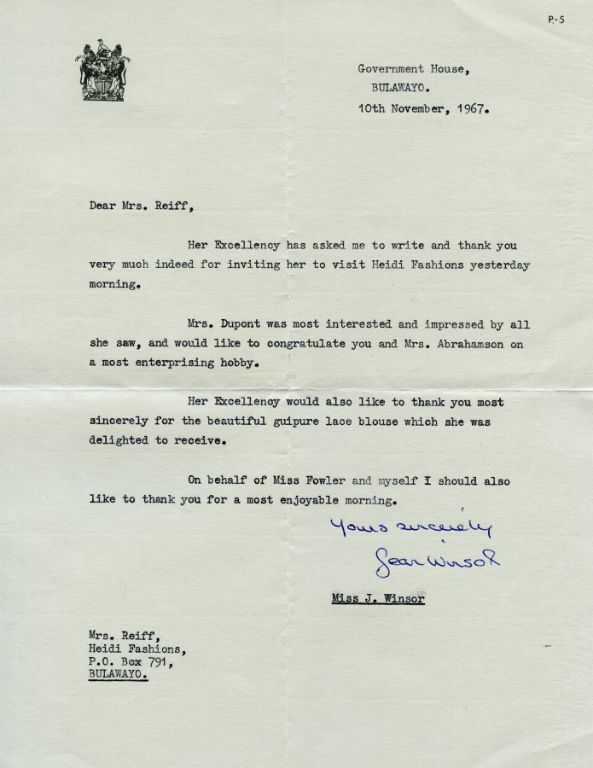 P.-5
Government House,
BULAWAYO.
10th November, 1967.
Dear Mrs. Reiff,
Her Excellency has asked me to write and thank you
very much indeed for inviting her to visit Heidi Fashions yesterday
morning.
Mrs. Dupont was most interested and impressed by all
she saw, and would like to congratulate you and Mrs. Abrahamson on
a most enterprising hobby.
Her Excellency would also like to thank you most
sincerely for the beautiful guipure lace blouse which she was
delighted to receive.
On behalf of Miss Fowler and myself I should also
like to thank you for a most enjoyable morning.
Yours sincerely
Jean Winsor
Miss J. Winsor
Mrs. Reiff,
Heidi Fashions,
P.O. Box 791,
BULAWAYO.